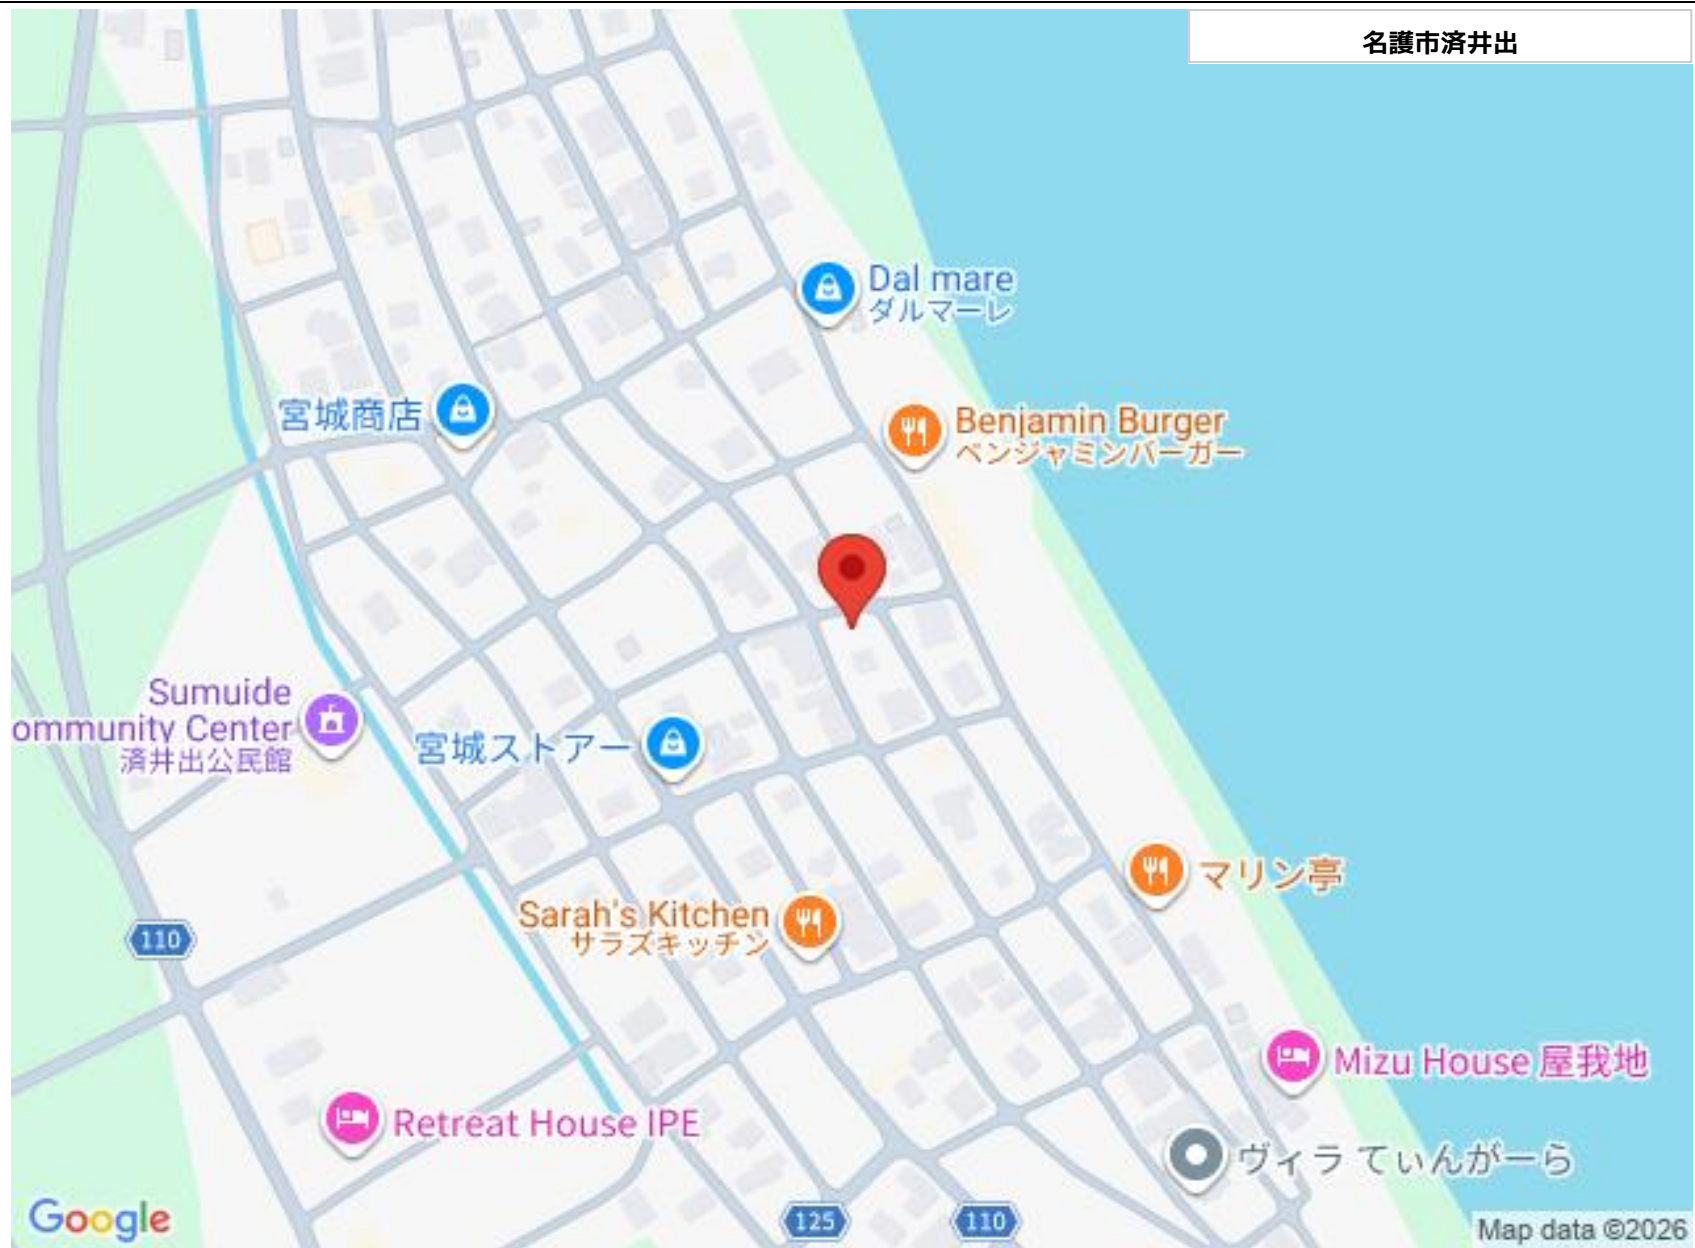 名護市済井出
Dal mare
ダルマーレ
宮城商店
Benjamin Burger
ベンジャミンバーガー
Sumuide
ommunity Center
済井出公民館
宮城ストアー
マリン亭
Sarah's Kitchen
サラズキッチン
110
Mizu House 屋我地
Retreat House IPE
ヴィラ てぃんがーら
Google
125
110
Map data ©2026